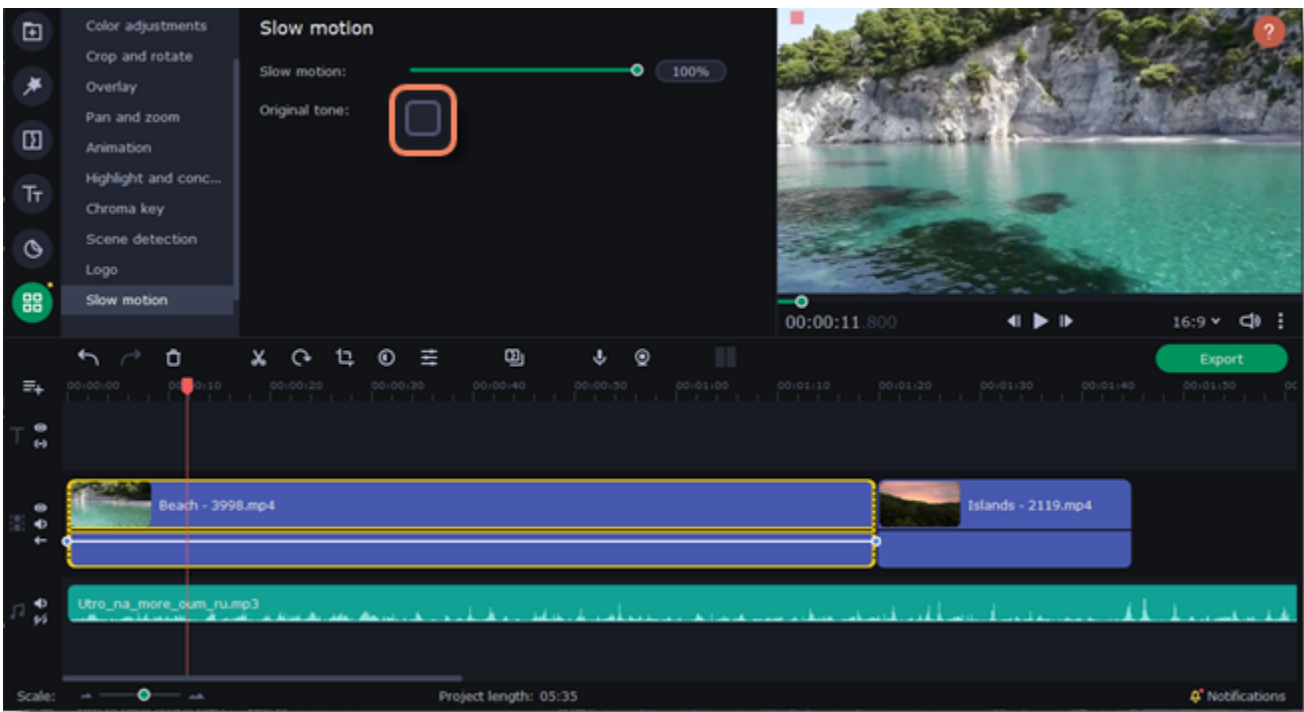 Color adjustments
Crop and rotate
Overlay
Pan and zoom
Animation
Highlight and conc...
Chroma key
Scene detection
Logo
Slow motion
Slow motion
Slow motion:
100%
Original tone:
?
00:00:11.800
16:9
Export
00:00:00 00:00:10 00:00:20 00:00:30 00:00:40 00:00:50 00:01:00 00:01:10 00:01:20 00:01:30 00:01:40 00:01:50
Beach - 3998.mp4
Islands - 2119.mp4
Utro_na_more_oum_ru.mp3
Scale:
Project length: 05:35
Notifications